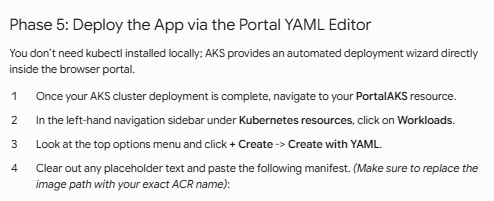 Phase 5: Deploy the App via the Portal YAML Editor
You don't need kubectl installed locally; AKS provides an automated deployment wizard directly
inside the browser portal.
1 Once your AKS cluster deployment is complete, navigate to your PortalAKS resource.
2 In the left-hand navigation sidebar under Kubernetes resources, click on Workloads.
3 Look at the top options menu and click + Create -> Create with YAML.
4 Clear out any placeholder text and paste the following manifest. (Make sure to replace the
image path with your exact ACR name):